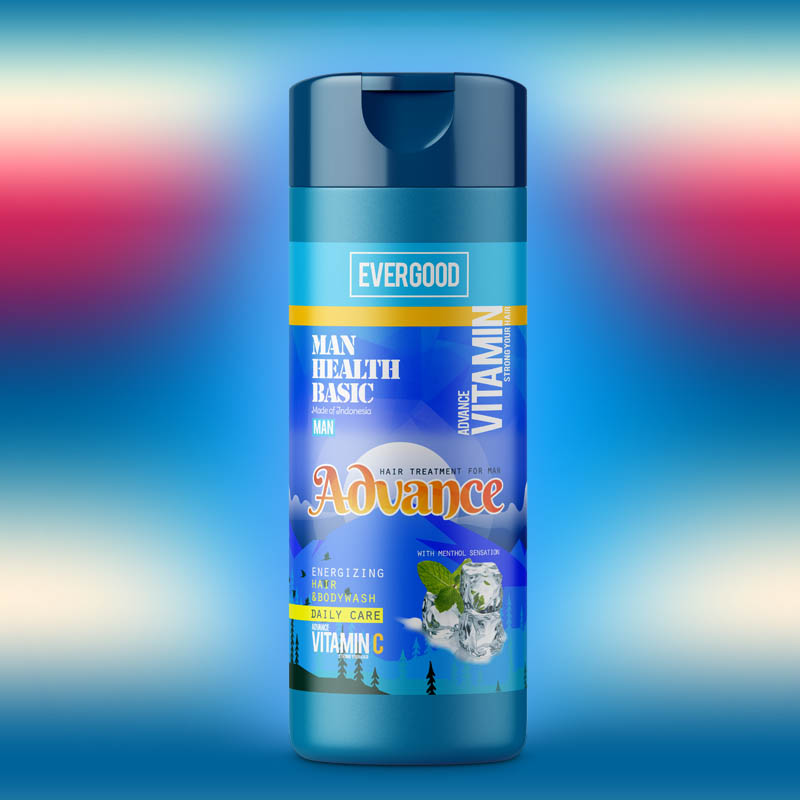 EVERGOOD
ADVANCE
VITAMIN
STRONG YOUR HAIR
MAN
HEALTH
BASIC
Made of Indonesia
MAN
HAIR TREATMENT FOR MAN
Advance
WITH MENTHOL SENSATION
ENERGIZING
HAIR
&BODYWASH
DAILY CARE
ADVANCE
VITAMIN C